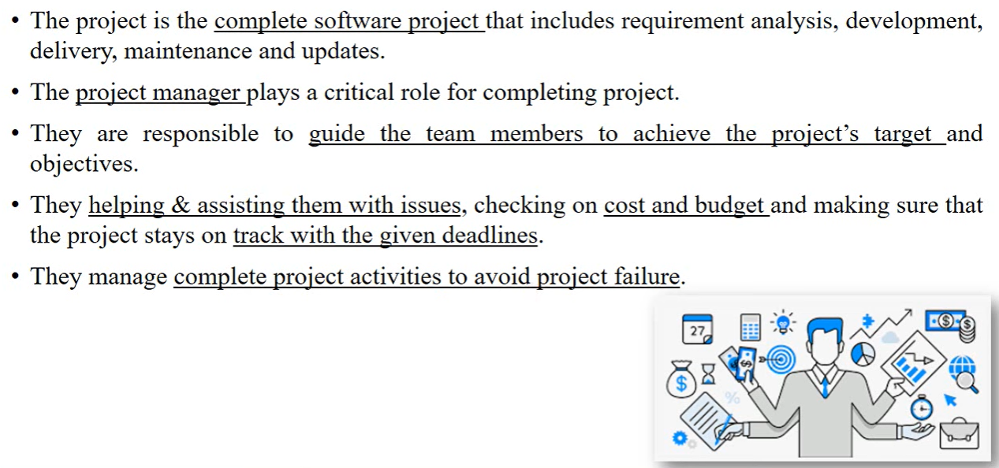 • The project is the complete software project that includes requirement analysis, development,
delivery, maintenance and updates.
• The project manager plays a critical role for completing project.
• They are responsible to guide the team members to achieve the project’s target and
objectives.
• They helping & assisting them with issues, checking on cost and budget and making sure that
the project stays on track with the given deadlines.
• They manage complete project activities to avoid project failure.
27
$
$
$
$
$
%